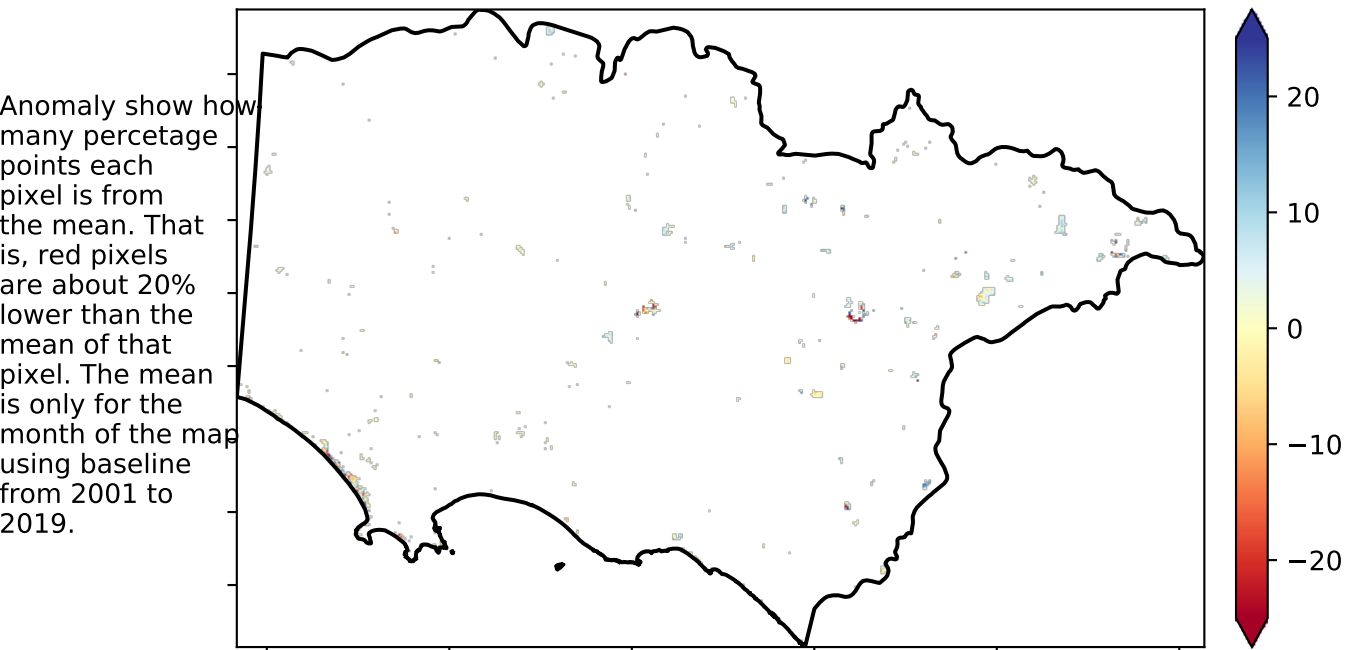 Anomaly show how
many percetage
points each
pixel is from
the mean. That
is, red pixels
are about 20%
lower than the
mean of that
pixel. The mean
is only for the
month of the map
using baseline
from 2001 to
2019.
20
10
0
−10
−20